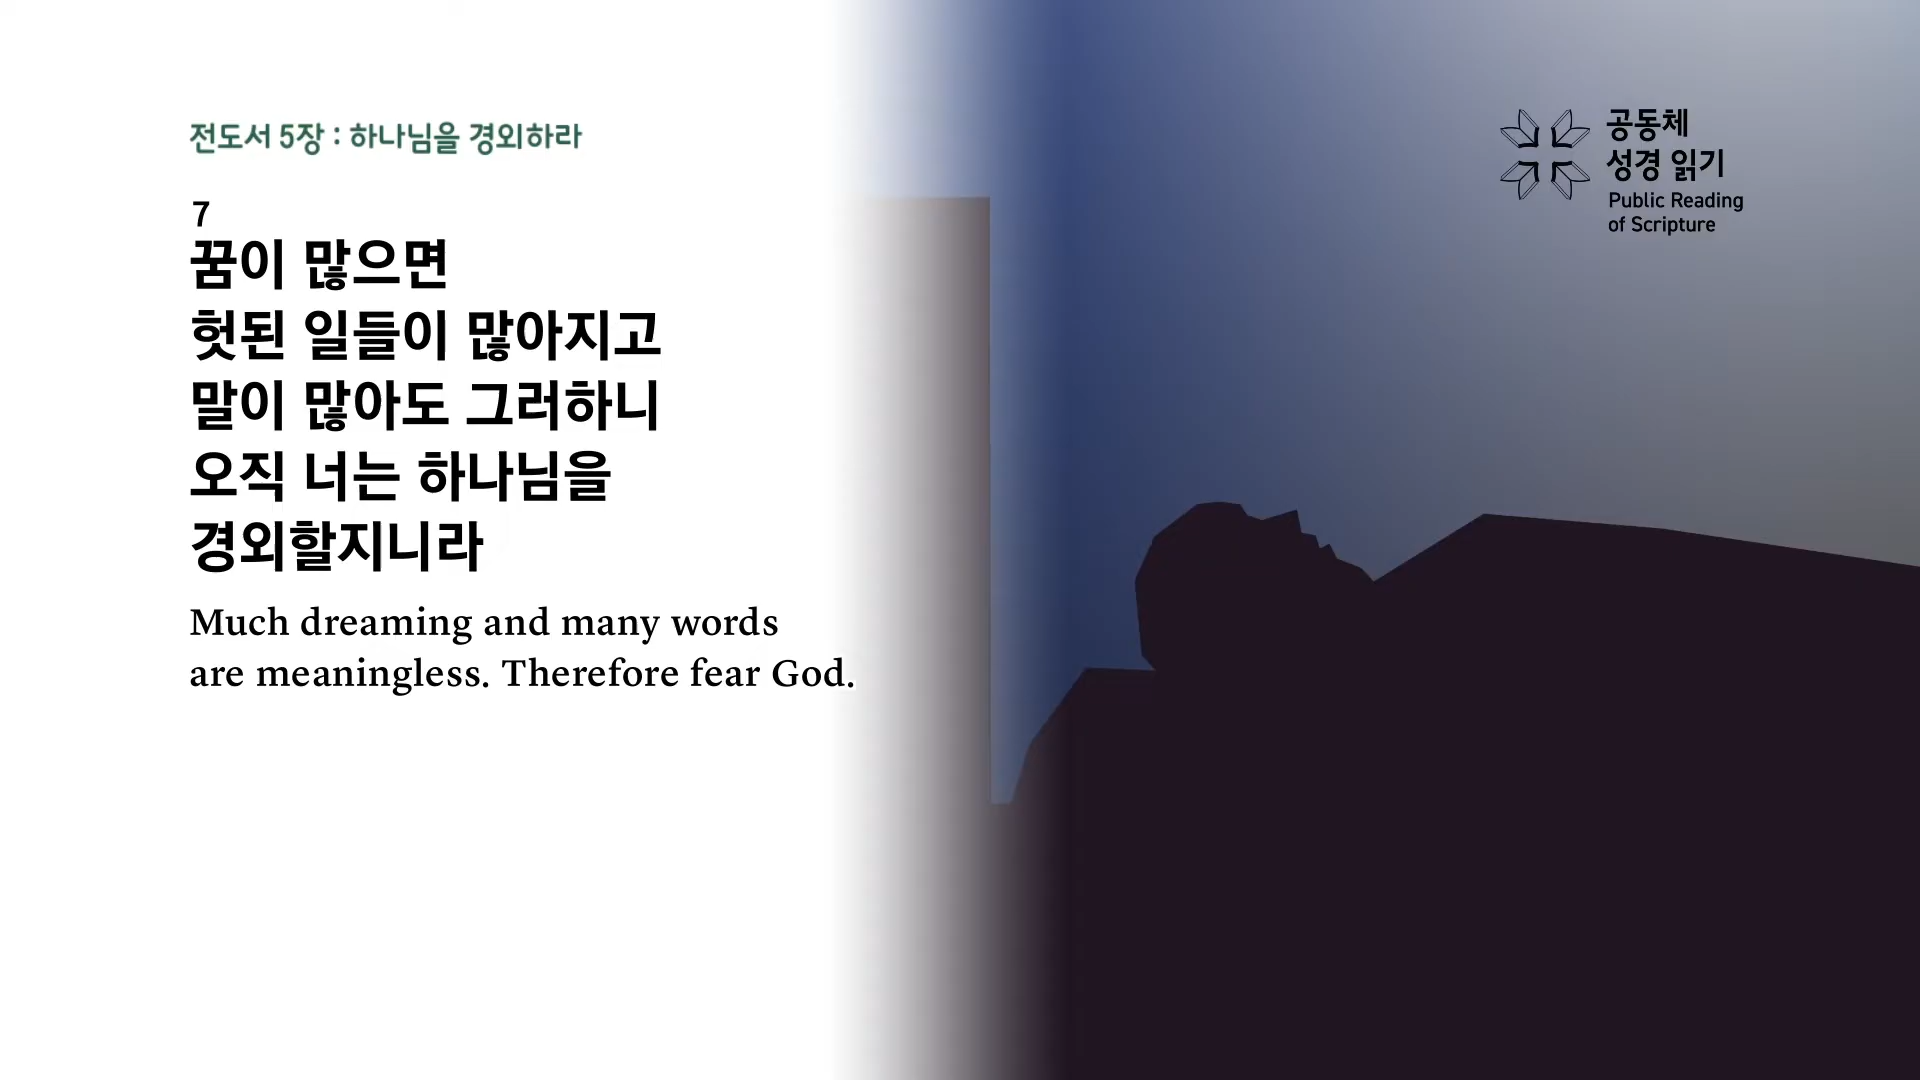 전도서 5장 : 하나님을 경외하라
7
꿈이 많으면
헛된 일들이 많아지고
말이 많아도 그러하니
오직 너는 하나님을
경외할지니라
Much dreaming and many words
are meaningless. Therefore fear God.
공동체
성경 읽기
Public Reading
of Scripture